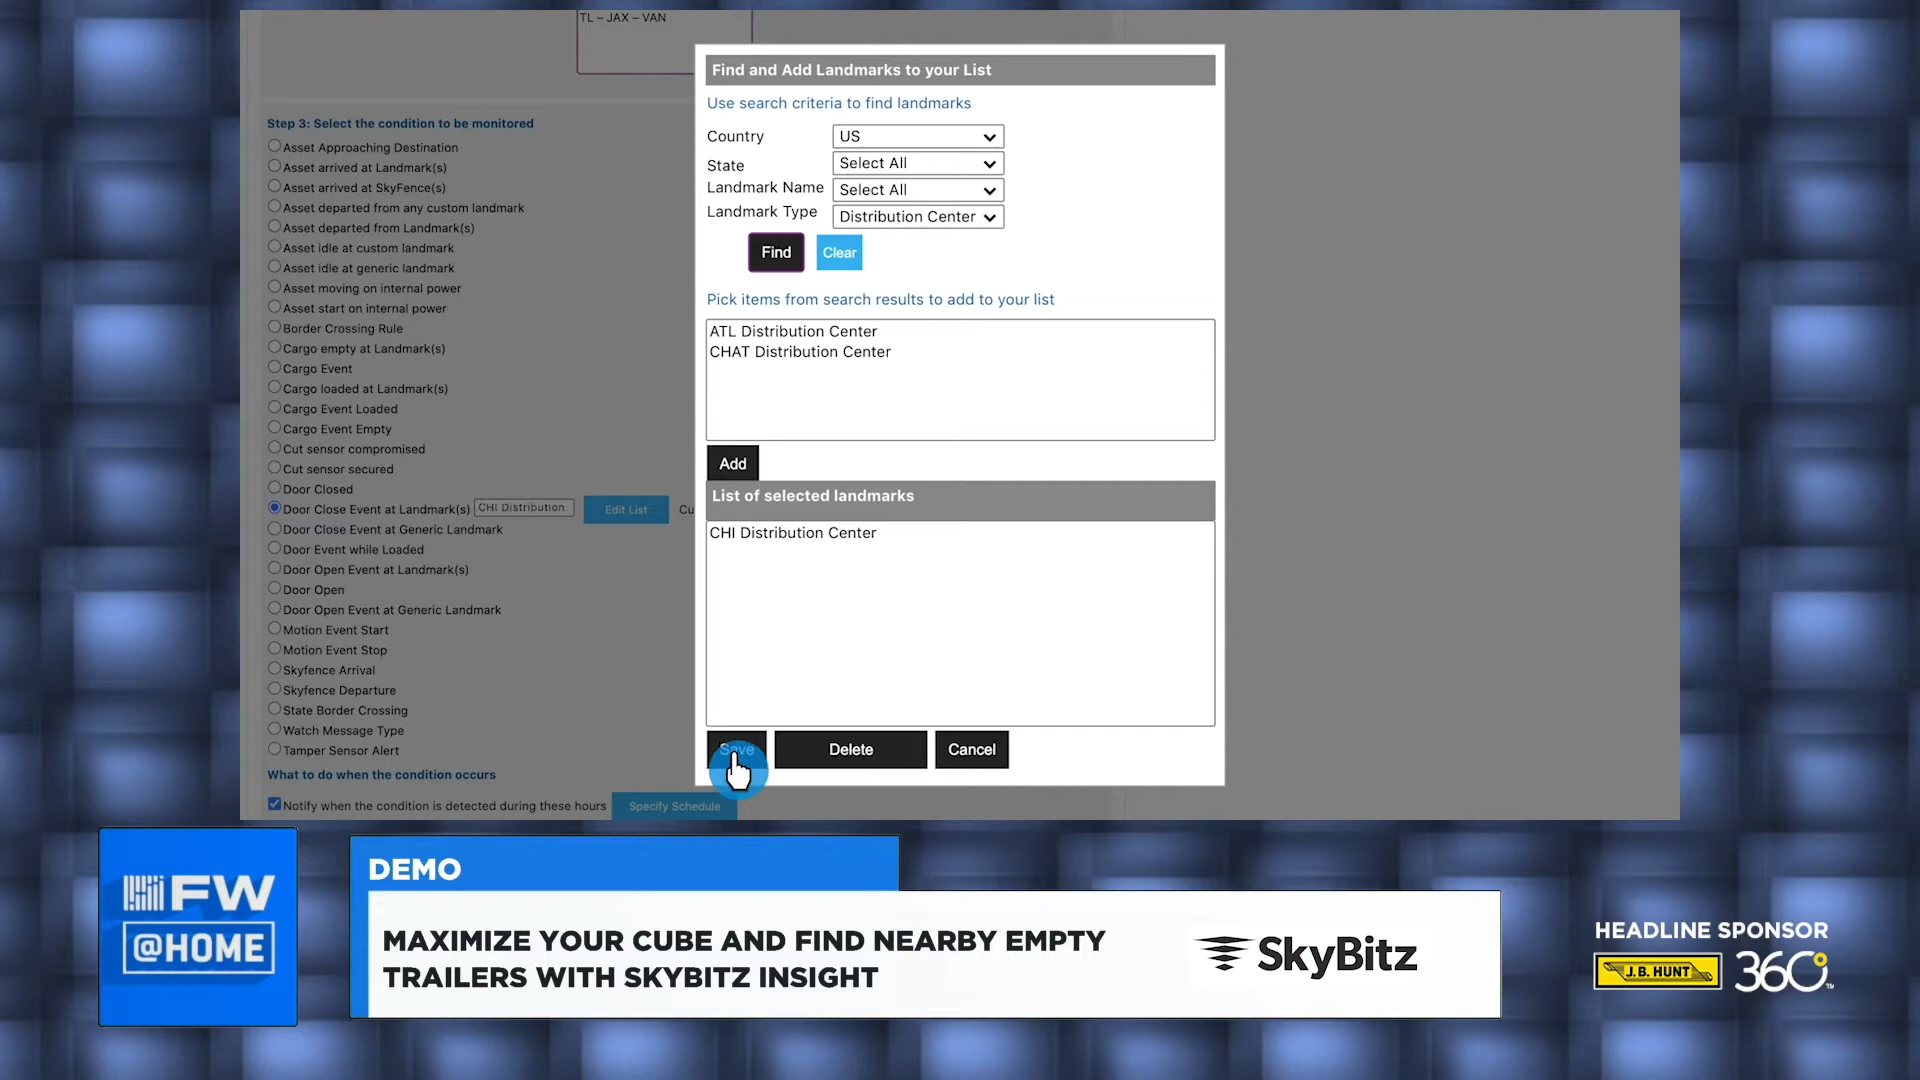 TL – JAX – VAN
Find and Add Landmarks to your List
Use search criteria to find landmarks
Country US
State Select All
Landmark Name Select All
Landmark Type Distribution Center
Find Clear
Pick items from search results to add to your list
ATL Distribution Center
CHAT Distribution Center
Add
List of selected landmarks
CHI Distribution Center
Save Delete Cancel
Step 3: Select the condition to be monitored
Asset Approaching Destination
Asset arrived at Landmark(s)
Asset arrived at SkyFence(s)
Asset departed from any custom landmark
Asset departed from Landmark(s)
Asset idle at custom landmark
Asset idle at generic landmark
Asset moving on internal power
Asset start on internal power
Border Crossing Rule
Cargo empty at Landmark(s)
Cargo Event
Cargo loaded at Landmark(s)
Cargo Event Loaded
Cargo Event Empty
Cut sensor compromised
Cut sensor secured
Door Closed
Door Close Event at Landmark(s) CHI Distribution Edit List Cu
Door Close Event at Generic Landmark
Door Event while Loaded
Door Open Event at Landmark(s)
Door Open
Door Open Event at Generic Landmark
Motion Event Start
Motion Event Stop
Skyfence Arrival
Skyfence Departure
State Border Crossing
Watch Message Type
Tamper Sensor Alert
What to do when the condition occurs
Notify when the condition is detected during these hours Specify Schedule
FW
@HOME
DEMO
MAXIMIZE YOUR CUBE AND FIND NEARBY EMPTY
TRAILERS WITH SKYBITZ INSIGHT
SkyBitz
HEADLINE SPONSOR
J.B. HUNT 360° TM